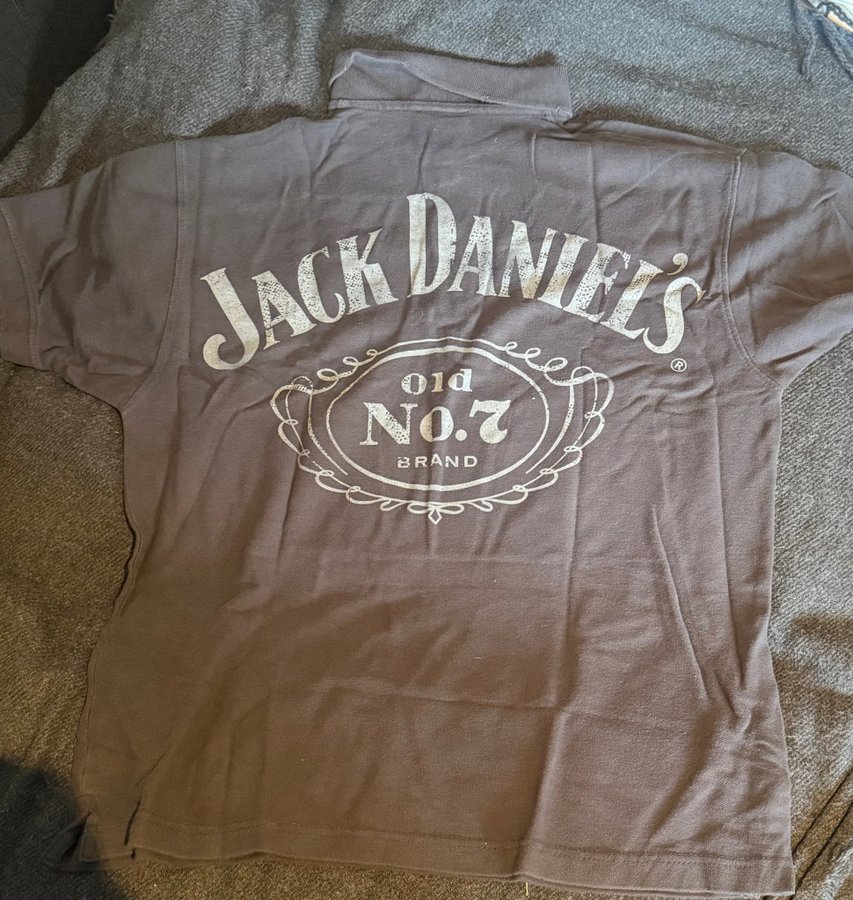 JACK DANIEL'S
®
Old
No.7
BRAND